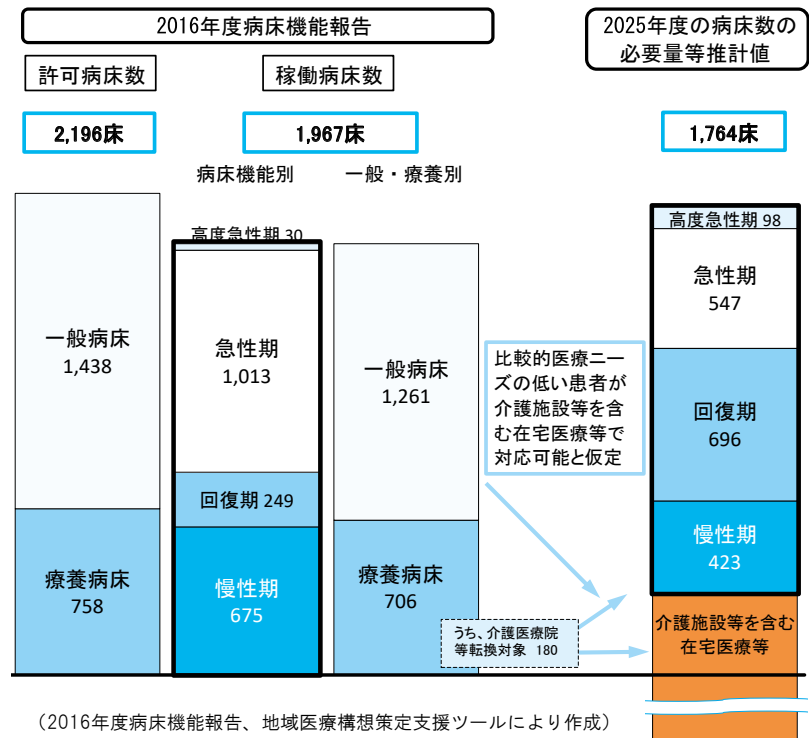 2016年度病床機能報告
2025年度の病床数の
必要量等推計値
許可病床数
稼働病床数
2,196床
1,967床
1,764床
病床機能別
一般・療養別
高度急性期 30
急性期
1,013
回復期 249
慢性期
675
一般病床
1,438
療養病床
758
一般病床
1,261
療養病床
706
比較的医療ニー
ズの低い患者が
介護施設等を含
む在宅医療等で
対応可能と仮定
うち、介護医療院
等転換対象 180
高度急性期 98
急性期
547
回復期
696
慢性期
423
介護施設等を含む
在宅医療等
（2016年度病床機能報告、地域医療構想策定支援ツールにより作成）